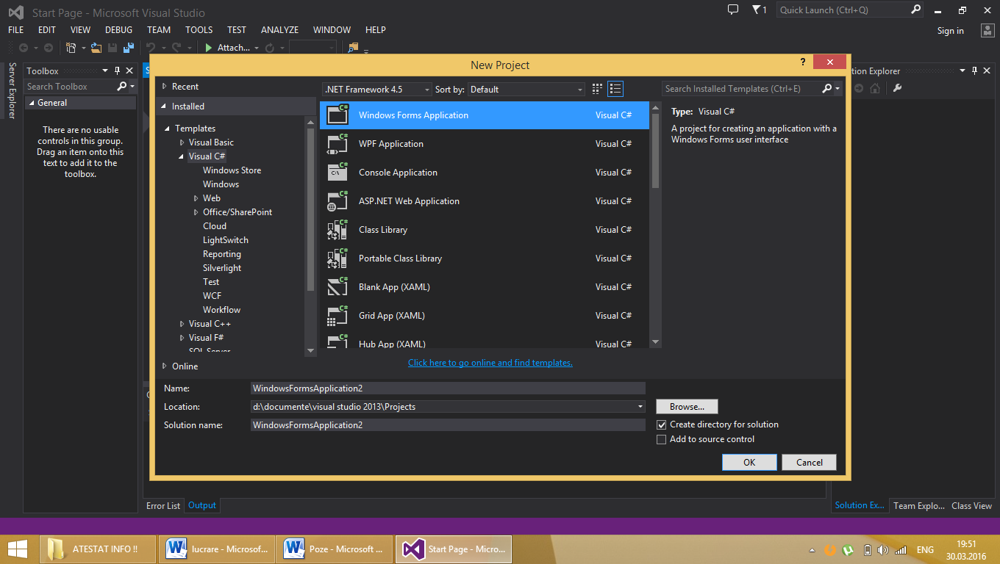 Start Page - Microsoft Visual Studio
1
Quick Launch (Ctrl+Q)
FILE EDIT VIEW DEBUG TEAM TOOLS TEST ANALYZE WINDOW HELP
Sign in
Attach...
Server Explorer
Toolbox
Search Toolbox
General
There are no usable
controls in this group.
Drag an item onto this
text to add it to the
toolbox.
New Project
?
Recent
Installed
Templates
Visual Basic
Visual C#
Windows Store
Windows
Web
Office/SharePoint
Cloud
LightSwitch
Reporting
Silverlight
Test
WCF
Workflow
Visual C++
Visual F#
SQL Server
Online
.NET Framework 4.5 Sort by: Default
Search Installed Templates (Ctrl+E)
Windows Forms Application Visual C#
WPF Application Visual C#
Console Application Visual C#
ASP.NET Web Application Visual C#
Class Library Visual C#
Portable Class Library Visual C#
Blank App (XAML) Visual C#
Grid App (XAML) Visual C#
Hub App (XAML) Visual C#
Click here to go online and find templates.
Type: Visual C#
A project for creating an application with a
Windows Forms user interface
Name: WindowsFormsApplication2
Location: d:\documente\visual studio 2013\Projects
Browse...
Solution name: WindowsFormsApplication2
Create directory for solution
Add to source control
OK Cancel
tion Explorer
Error List Output
Solution Ex... Team Explo... Class View
ATESTAT INFO !!
lucrare - Microsof...
Poze - Microsoft ...
Start Page - Micro...
ENG
19:51
30.03.2016